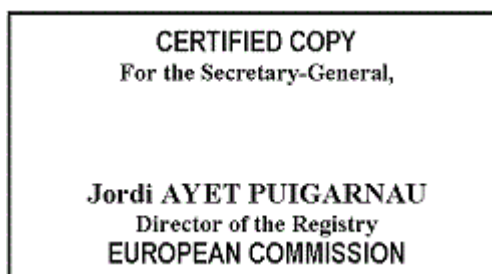 CERTIFIED COPY
For the Secretary-General,
Jordi AYET PUIGARNAU
Director of the Registry
EUROPEAN COMMISSION